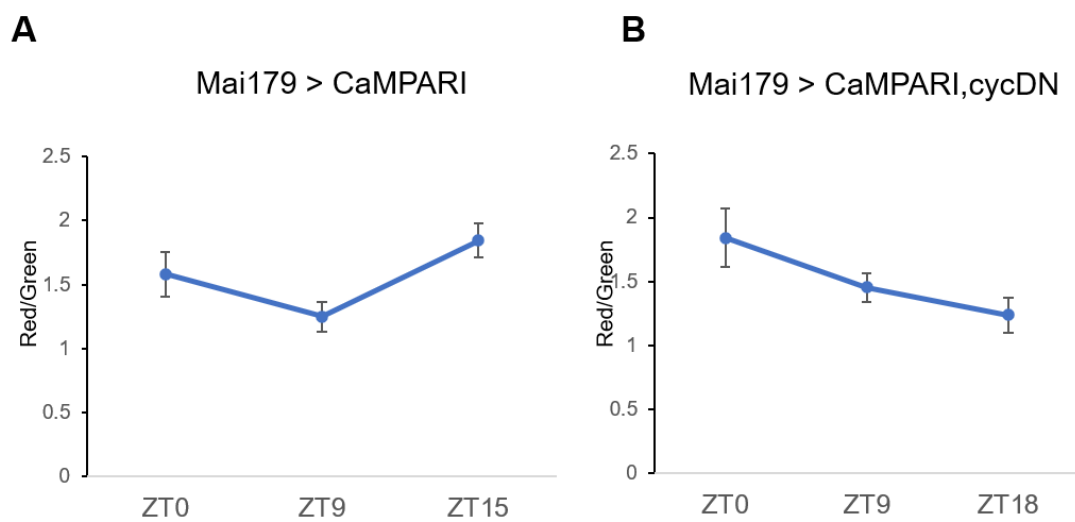 A
Mai179 > CaMPARI
2.5
2
1.5
1
0.5
0
Red/Green
ZT0 ZT9 ZT15
B
Mai179 > CaMPARI,cycDN
2.5
2
1.5
1
0.5
0
Red/Green
ZT0 ZT9 ZT18